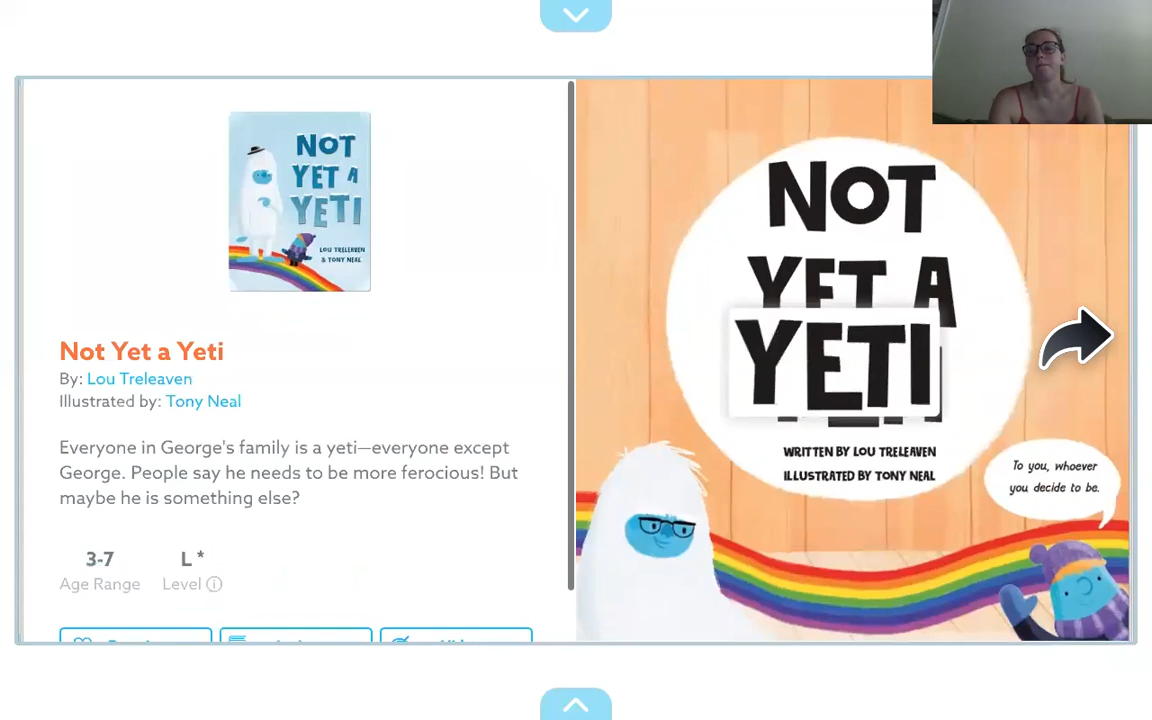 NOT
YET A
YETI
LOU TRELEAVEN
& TONY NEAL
Not Yet a Yeti
By: Lou Treleaven
Illustrated by: Tony Neal
Everyone in George's family is a yeti—everyone except
George. People say he needs to be more ferocious! But
maybe he is something else?
3-7
L *
Age Range
Level
NOT
YET A
YETI
WRITTEN BY LOU TRELEAVEN
ILLUSTRATED BY TONY NEAL
To you, whoever
you decide to be.